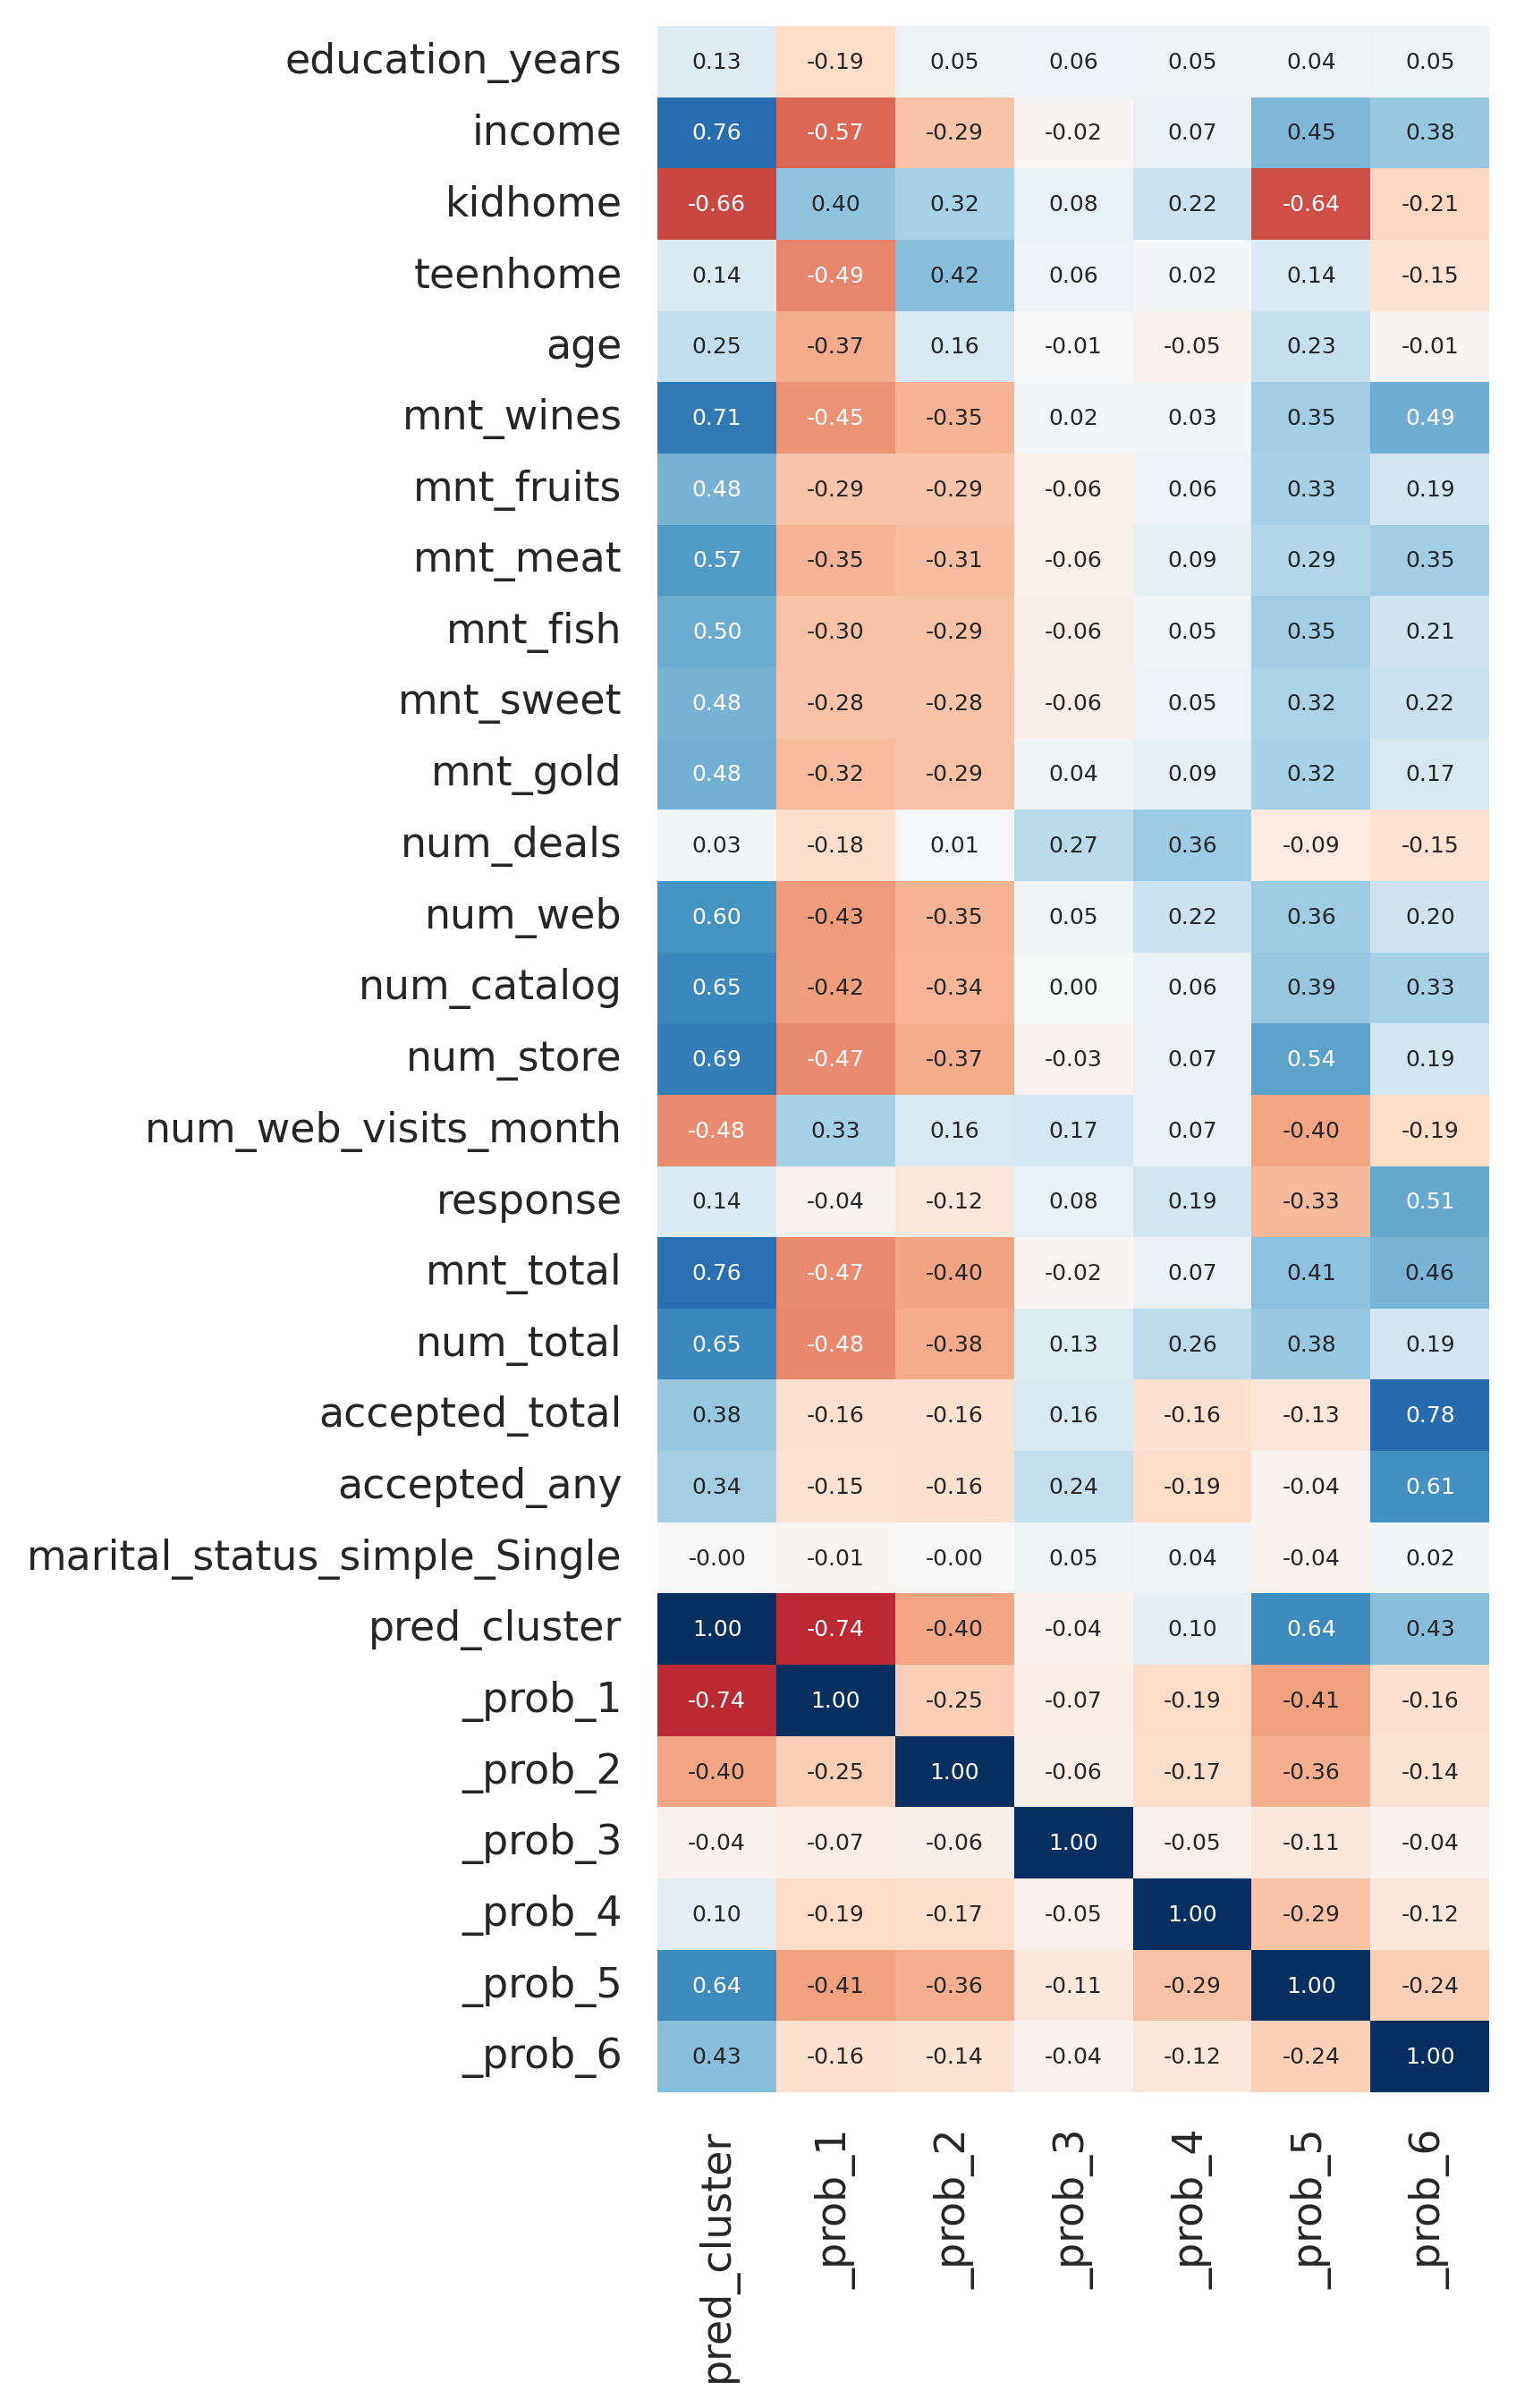 education_years 0.13 -0.19 0.05 0.06 0.05 0.04 0.05
income 0.76 -0.57 -0.29 -0.02 0.07 0.45 0.38
kidhome -0.66 0.40 0.32 0.08 0.22 -0.64 -0.21
teenhome 0.14 -0.49 0.42 0.06 0.02 0.14 -0.15
age 0.25 -0.37 0.16 -0.01 -0.05 0.23 -0.01
mnt_wines 0.71 -0.45 -0.35 0.02 0.03 0.35 0.49
mnt_fruits 0.48 -0.29 -0.29 -0.06 0.06 0.33 0.19
mnt_meat 0.57 -0.35 -0.31 -0.06 0.09 0.29 0.35
mnt_fish 0.50 -0.30 -0.29 -0.06 0.05 0.35 0.21
mnt_sweet 0.48 -0.28 -0.28 -0.06 0.05 0.32 0.22
mnt_gold 0.48 -0.32 -0.29 0.04 0.09 0.32 0.17
num_deals 0.03 -0.18 0.01 0.27 0.36 -0.09 -0.15
num_web 0.60 -0.43 -0.35 0.05 0.22 0.36 0.20
num_catalog 0.65 -0.42 -0.34 0.00 0.06 0.39 0.33
num_store 0.69 -0.47 -0.37 -0.03 0.07 0.54 0.19
num_web_visits_month -0.48 0.33 0.16 0.17 0.07 -0.40 -0.19
response 0.14 -0.04 -0.12 0.08 0.19 -0.33 0.51
mnt_total 0.76 -0.47 -0.40 -0.02 0.07 0.41 0.46
num_total 0.65 -0.48 -0.38 0.13 0.26 0.38 0.19
accepted_total 0.38 -0.16 -0.16 0.16 -0.16 -0.13 0.78
accepted_any 0.34 -0.15 -0.16 0.24 -0.19 -0.04 0.61
marital_status_simple_Single -0.00 -0.01 -0.00 0.05 0.04 -0.04 0.02
pred_cluster 1.00 -0.74 -0.40 -0.04 0.10 0.64 0.43
_prob_1 -0.74 1.00 -0.25 -0.07 -0.19 -0.41 -0.16
_prob_2 -0.40 -0.25 1.00 -0.06 -0.17 -0.36 -0.14
_prob_3 -0.04 -0.07 -0.06 1.00 -0.05 -0.11 -0.04
_prob_4 0.10 -0.19 -0.17 -0.05 1.00 -0.29 -0.12
_prob_5 0.64 -0.41 -0.36 -0.11 -0.29 1.00 -0.24
_prob_6 0.43 -0.16 -0.14 -0.04 -0.12 -0.24 1.00
pred_cluster _prob_1 _prob_2 _prob_3 _prob_4 _prob_5 _prob_6